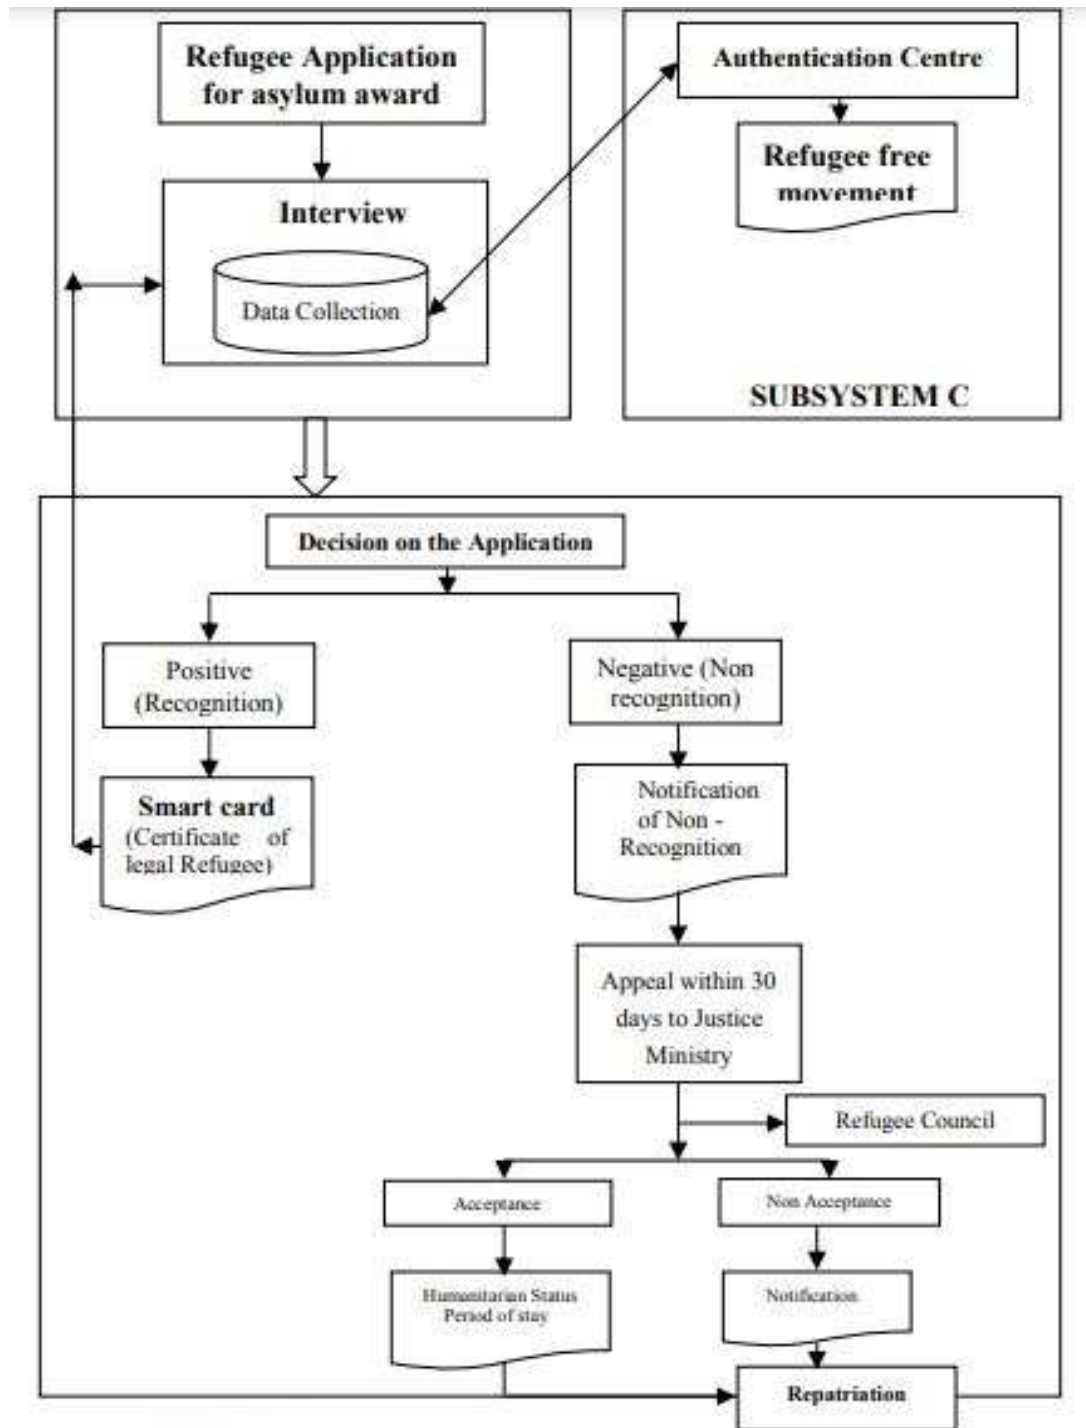 Refugee Application
for asylum award
Interview
Data Collection
Authentication Centre
Refugee free
movement
SUBSYSTEM C
Decision on the Application
Positive
(Recognition)
Smart card
(Certificate of
legal Refugee)
Negative (Non
recognition)
Notification
of Non -
Recognition
Appeal within 30
days to Justice
Ministry
Refugee Council
Acceptance
Non Acceptance
Humanitarian Status
Period of stay
Notification
Repatriation